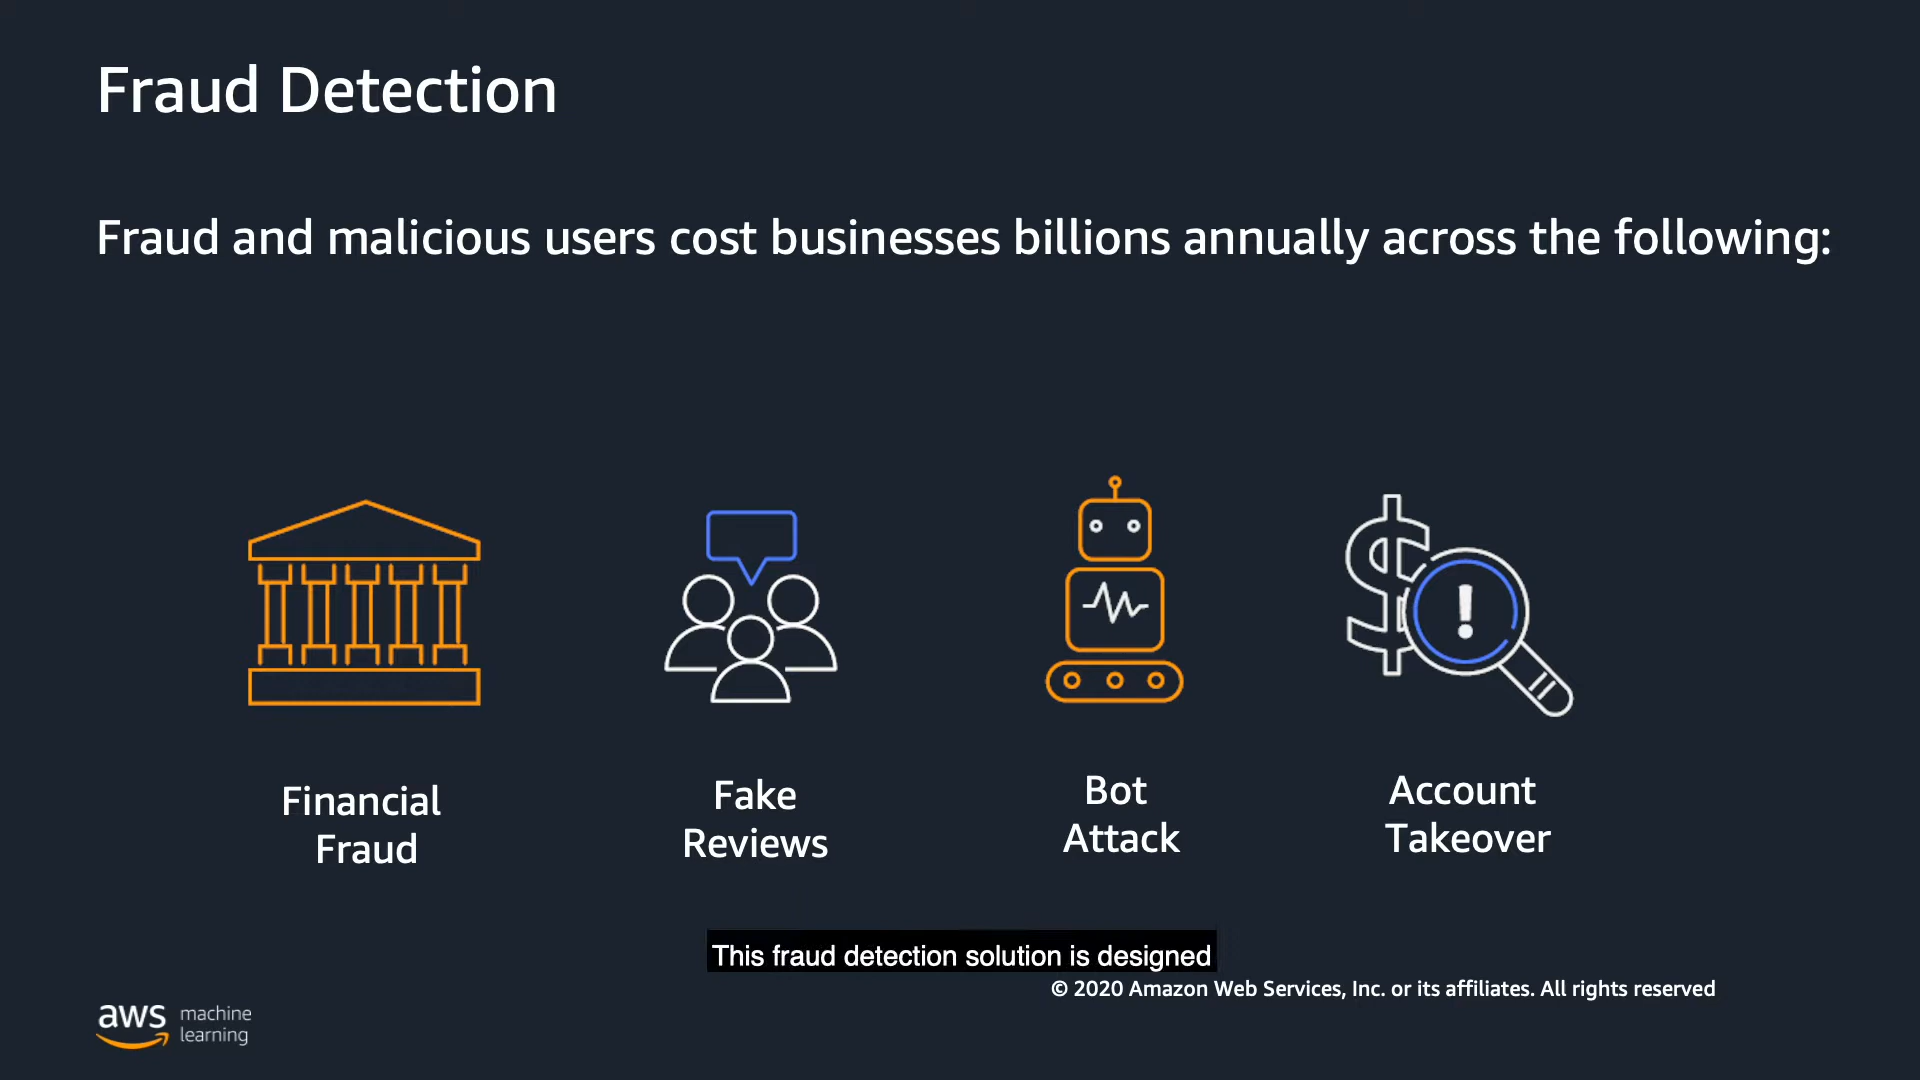 Fraud Detection
Fraud and malicious users cost businesses billions annually across the following:
!
Financial
Fraud
Fake
Reviews
Bot
Attack
Account
Takeover
This fraud detection solution is designed
© 2020 Amazon Web Services, Inc. or its affiliates. All rights reserved
aws machine
learning